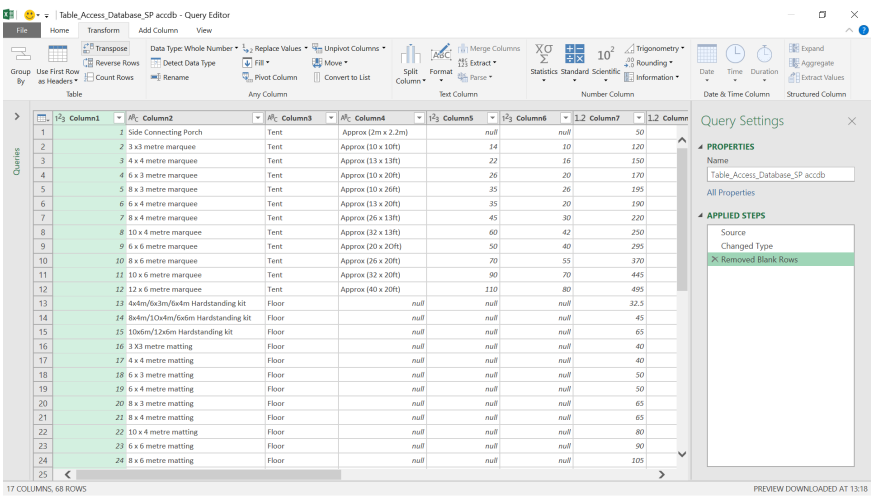 Table_Access_Database_SP accdb - Query Editor
File Home Transform Add Column View
Group By
Use First Row as Headers
Transpose
Reverse Rows
Count Rows
Table
Data Type: Whole Number
Detect Data Type
Rename
Replace Values
Fill
Pivot Column
Unpivot Columns
Move
Convert to List
Any Column
Split Column
Format
Merge Columns
Extract
Parse
Text Column
Statistics
Standard
Scientific
Trigonometry
Rounding
Information
Number Column
Date
Time
Duration
Date & Time Column
Expand
Aggregate
Extract Values
Structured Column
Queries
Column1 Column2 Column3 Column4 Column5 Column6 Column7 Column
1 1 Side Connecting Porch Tent Approx (2m x 2.2m) null null 50
2 2 3 x3 metre marquee Tent Approx (10 x 10ft) 14 10 120
3 3 4 x 4 metre marquee Tent Approx (13 x 13ft) 22 16 150
4 4 6 x 3 metre marquee Tent Approx (10 x 20ft) 26 20 170
5 5 8 x 3 metre marquee Tent Approx (10 x 26ft) 35 26 195
6 6 6 x 4 metre marquee Tent Approx (13 x 20ft) 35 20 190
7 7 8 x 4 metre marquee Tent Approx (26 x 13ft) 45 30 220
8 8 10 x 4 metre marquee Tent Approx (32 x 13ft) 60 42 250
9 9 6 x 6 metre marquee Tent Approx (20 x 2Oft) 50 40 295
10 10 8 x 6 metre marquee Tent Approx (26 x 20ft) 70 55 370
11 11 10 x 6 metre marquee Tent Approx (32 x 20ft) 90 70 445
12 12 12 x 6 metre marquee Tent Approx (40 x 20ft) 110 80 495
13 13 4x4m/6x3m/6x4m Hardstanding kit Floor null null null 32.5
14 14 8x4m/1Ox4m/6x6m Hardstanding kit Floor null null null 45
15 15 10x6m/12x6m Hardstanding kit Floor null null null 65
16 16 3 X3 metre matting Floor null null null 40
17 17 4 x 4 metre matting Floor null null null 40
18 18 6 x 3 metre matting Floor null null null 50
19 19 6 x 4 metre matting Floor null null null 50
20 20 8 x 3 metre matting Floor null null null 65
21 21 8 x 4 metre matting Floor null null null 65
22 22 10 x 4 metre matting Floor null null null 80
23 23 6 x 6 metre matting Floor null null null 90
24 24 8 x 6 metre matting Floor null null null 105
25
Query Settings
PROPERTIES
Name
Table_Access_Database_SP accdb
All Properties
APPLIED STEPS
Source
Changed Type
Removed Blank Rows
17 COLUMNS, 68 ROWS
PREVIEW DOWNLOADED AT 13:18